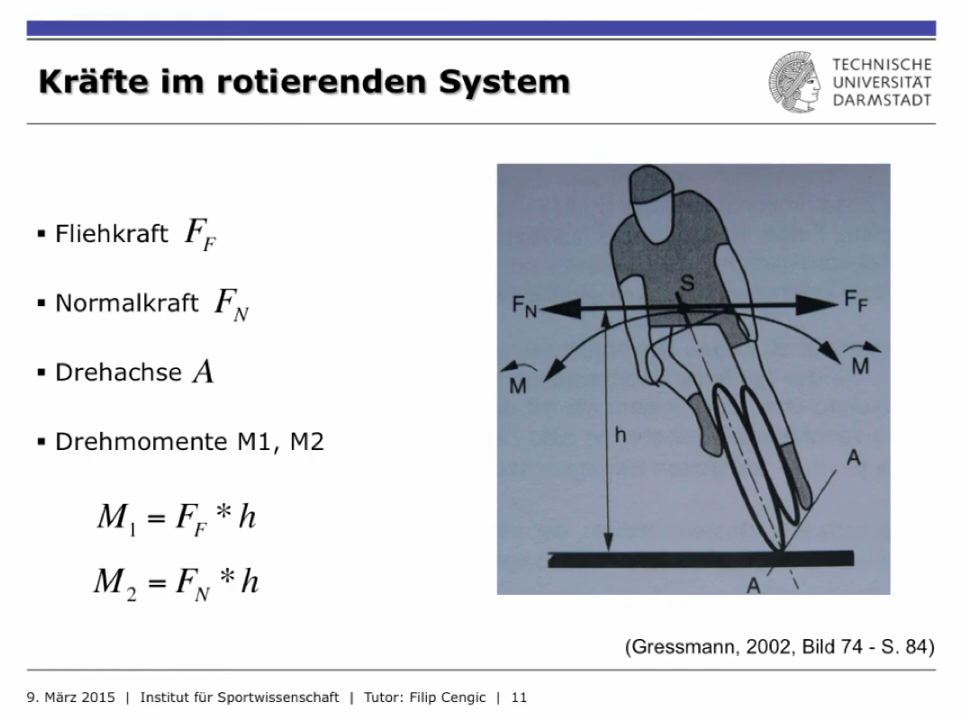 Kräfte im rotierenden System
TECHNISCHE
UNIVERSITÄT
DARMSTADT
▪ Fliehkraft F_F
▪ Normalkraft F_N
▪ Drehachse A
▪ Drehmomente M1, M2
M_1 = F_F * h
M_2 = F_N * h
S
F_N
F_F
M
M
h
A
A
(Gressmann, 2002, Bild 74 - S. 84)
9. März 2015 | Institut für Sportwissenschaft | Tutor: Filip Cengic | 11